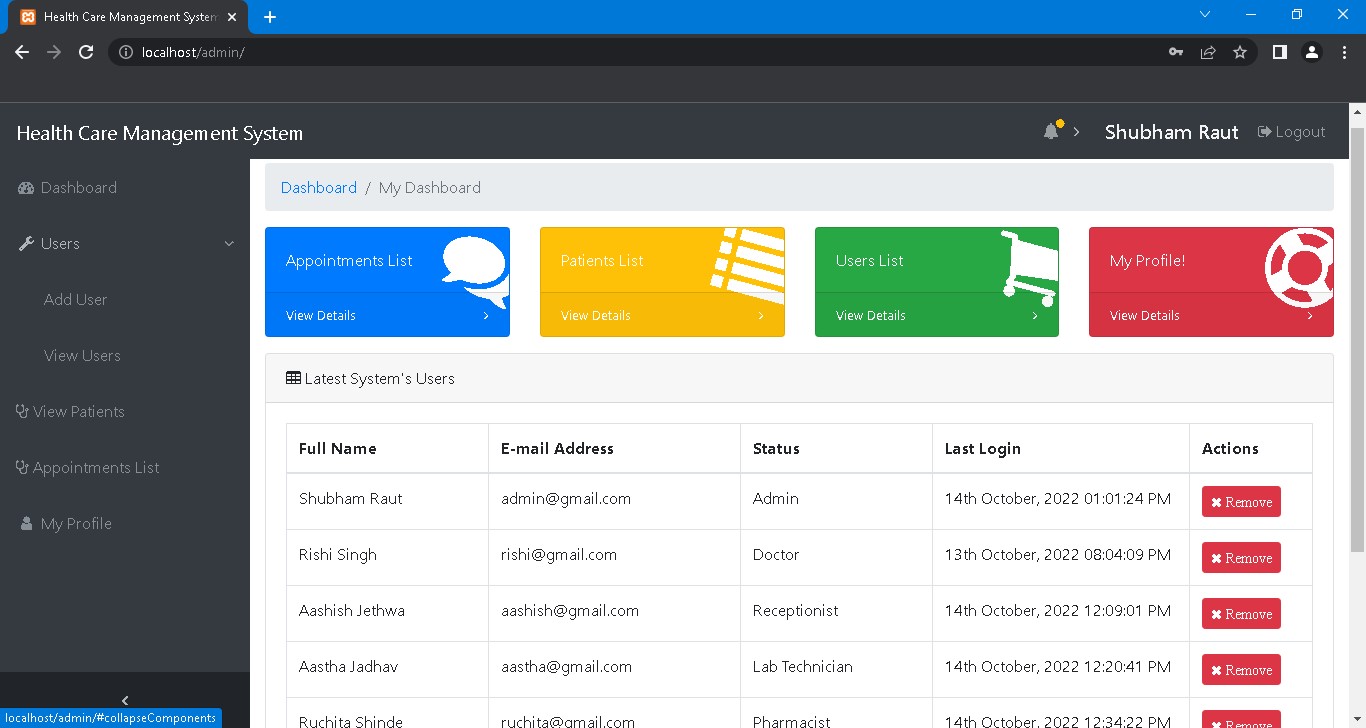 Health Care Management System
localhost/admin/
Health Care Management System
Shubham Raut
Logout
Dashboard
Users
Add User
View Users
View Patients
Appointments List
My Profile
Dashboard / My Dashboard
Appointments List
View Details
Patients List
View Details
Users List
View Details
My Profile!
View Details
Latest System's Users
Full Name E-mail Address Status Last Login Actions
Shubham Raut admin@gmail.com Admin 14th October, 2022 01:01:24 PM Remove
Rishi Singh rishi@gmail.com Doctor 13th October, 2022 08:04:09 PM Remove
Aashish Jethwa aashish@gmail.com Receptionist 14th October, 2022 12:09:01 PM Remove
Aastha Jadhav aastha@gmail.com Lab Technician 14th October, 2022 12:20:41 PM Remove
Ruchita Shinde ruchita@gmail.com Pharmacist 14th October, 2022 12:34:22 PM Remove
localhost/admin/#collapseComponents